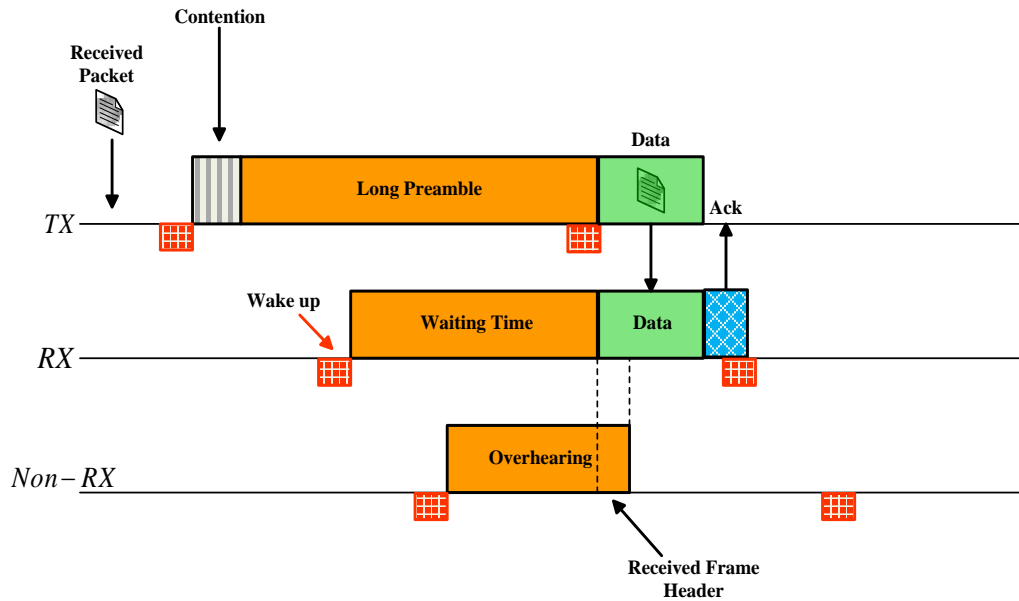 Contention
Received
Packet
Data
Long Preamble
Ack
TX
Wake up
Waiting Time
Data
RX
Overhearing
Non-RX
Received Frame
Header